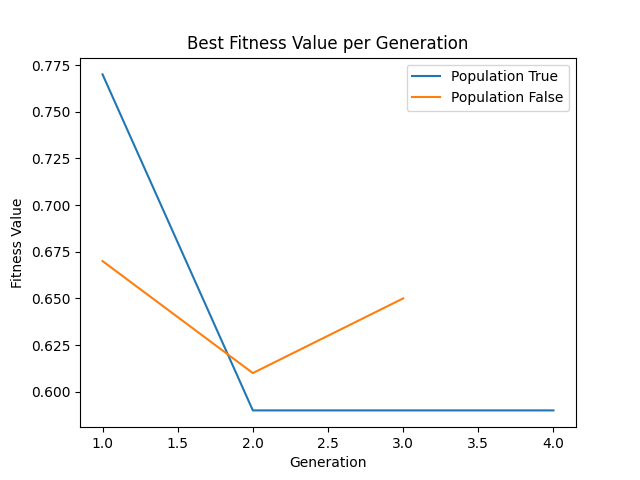 Best Fitness Value per Generation
Population True
Population False
Fitness Value
0.775
0.750
0.725
0.700
0.675
0.650
0.625
0.600
1.0 1.5 2.0 2.5 3.0 3.5 4.0
Generation